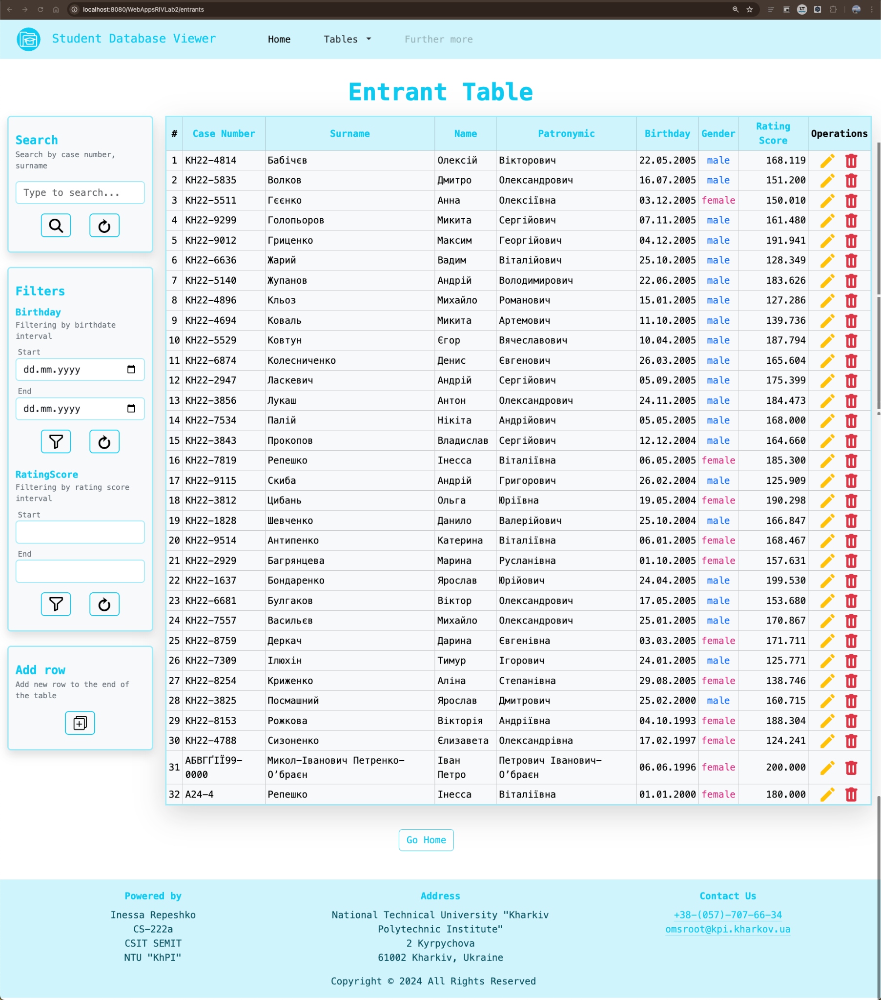 localhost:8080/WebAppsRIVLab2/entrants
Student Database Viewer Home Tables Further more
Entrant Table
Search
Search by case number,
surname
Type to search...
Filters
Birthday
Filtering by birthdate
interval
Start
dd.mm.yyyy
End
dd.mm.yyyy
RatingScore
Filtering by rating score
interval
Start
End
Add row
Add new row to the end of
the table
# Case Number Surname Name Patronymic Birthday Gender Rating Score Operations
1 КН22-4814 Бабічєв Олексій Вікторович 22.05.2005 male 168.119
2 КН22-5835 Волков Дмитро Олександрович 16.07.2005 male 151.200
3 КН22-5511 Гєєнко Анна Олексіївна 03.12.2005 female 150.010
4 КН22-9299 Голопьоров Микита Сергійович 07.11.2005 male 161.480
5 КН22-9012 Гриценко Максим Георгійович 04.12.2005 male 191.941
6 КН22-6636 Жарий Вадим Віталійович 25.10.2005 male 128.349
7 КН22-5140 Жупанов Андрій Володимирович 22.06.2005 male 183.626
8 КН22-4896 Кльоз Михайло Романович 15.01.2005 male 127.286
9 КН22-4694 Коваль Микита Артемович 11.10.2005 male 139.736
10 КН22-5529 Ковтун Єгор Вячеславович 10.04.2005 male 187.794
11 КН22-6874 Колесниченко Денис Євгенович 26.03.2005 male 165.604
12 КН22-2947 Ласкевич Андрій Сергійович 05.09.2005 male 175.399
13 КН22-3856 Лукаш Антон Олександрович 24.11.2005 male 184.473
14 КН22-7534 Палій Нікіта Андрійович 05.05.2005 male 168.000
15 КН22-3843 Прокопов Владислав Сергійович 12.12.2004 male 164.660
16 КН22-7819 Репешко Інесса Віталіївна 06.05.2005 female 185.300
17 КН22-9115 Скиба Андрій Григорович 26.02.2004 male 125.909
18 КН22-3812 Цибань Ольга Юріївна 19.05.2004 female 190.298
19 КН22-1828 Шевченко Данило Валерійович 25.10.2004 male 166.847
20 КН22-9514 Антипенко Катерина Віталіївна 06.01.2005 female 168.467
21 КН22-2929 Багрянцева Марина Русланівна 01.10.2005 female 157.631
22 КН22-1637 Бондаренко Ярослав Юрійович 24.04.2005 male 199.530
23 КН22-6681 Булгаков Віктор Олександрович 17.05.2005 male 153.680
24 КН22-7557 Васильєв Михайло Олександрович 25.01.2005 male 170.867
25 КН22-8759 Деркач Дарина Євгенівна 03.03.2005 female 171.711
26 КН22-7309 Ілюхін Тимур Ігорович 24.01.2005 male 125.771
27 КН22-8254 Криженко Аліна Степанівна 29.08.2005 female 138.746
28 КН22-3825 Посмашний Ярослав Дмитрович 25.02.2000 male 160.715
29 КН22-8153 Рожкова Вікторія Андріївна 04.10.1993 female 188.304
30 КН22-4788 Сизоненко Єлизавета Олександрівна 17.02.1997 female 124.241
31 АБВГҐІЇ99-0000 Микол-Іванович Петренко-О’браєн Іван Петро Петрович Іванович-О’браєн 06.06.1996 female 200.000
32 А24-4 Репешко Інесса Віталіївна 01.01.2000 female 180.000
Go Home
Powered by
Inessa Repeshko
CS-222a
CSIT SEMIT
NTU "KhPI"
Address
National Technical University "Kharkiv
Polytechnic Institute"
2 Kyrpychova
61002 Kharkiv, Ukraine
Contact Us
+38-(057)-707-66-34
omsroot@kpi.kharkov.ua
Copyright © 2024 All Rights Reserved